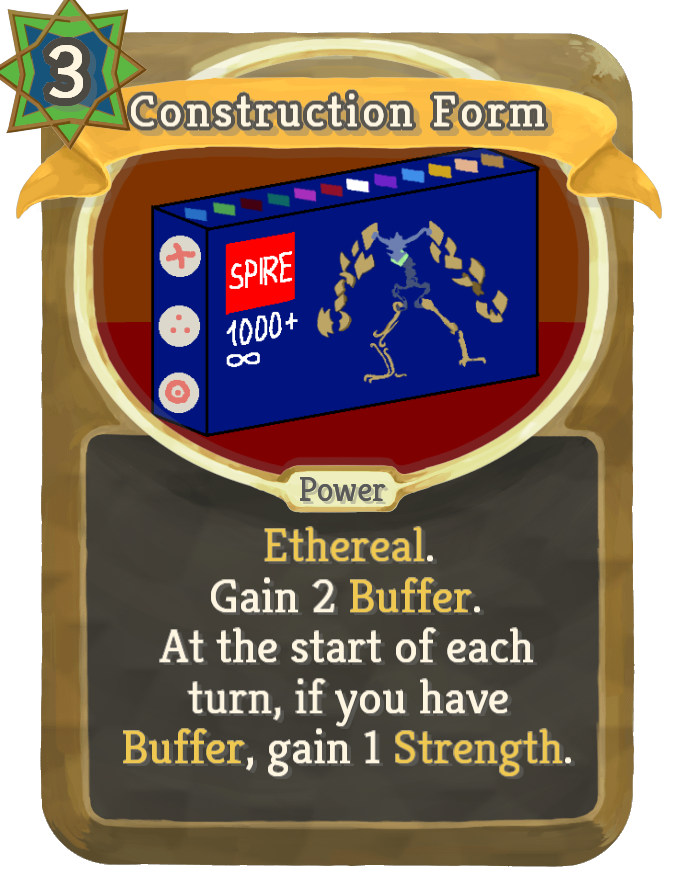 3
Construction Form
SPIRE
1000+
∞
Power
Ethereal.
Gain 2 Buffer.
At the start of each
turn, if you have
Buffer, gain 1 Strength.